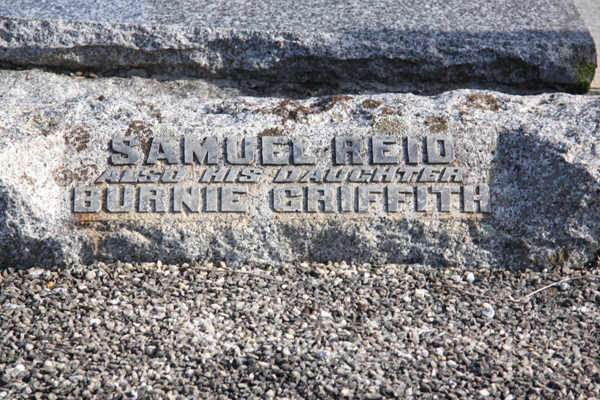 SAMUEL REID
ALSO HIS DAUGHTER
BURNIE GRIFFITH